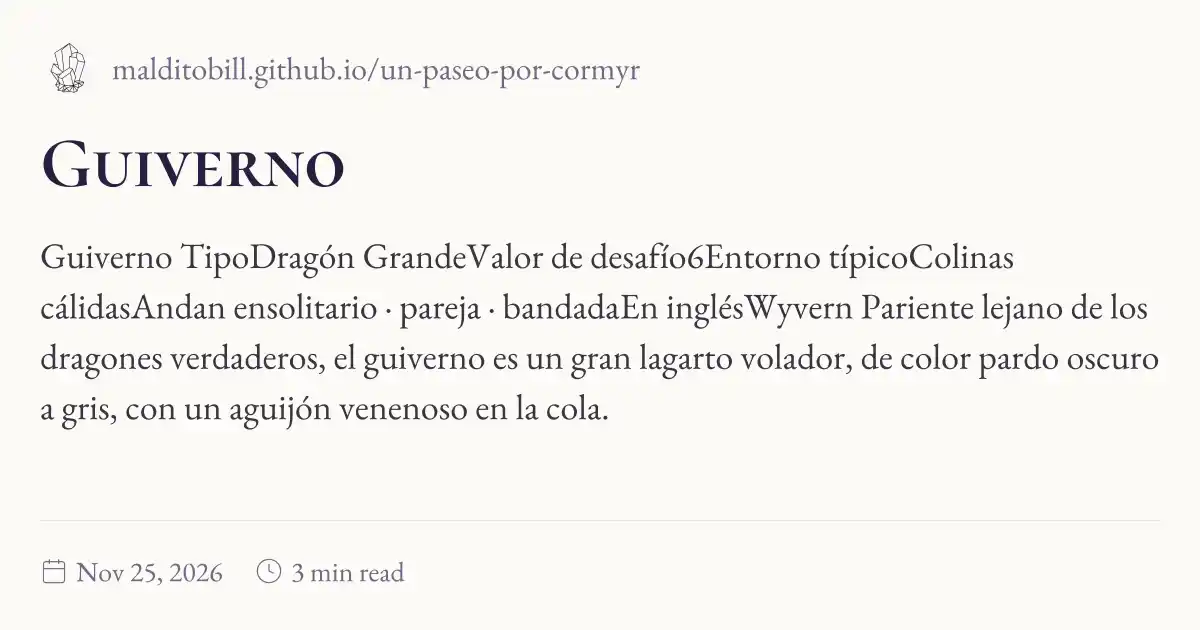 malditobill.github.io/un-paseo-por-cormyr
Guiverno
Guiverno TipoDragón GrandeValor de desafío6Entorno típicoColinas
cálidasAndan ensolitario · pareja · bandadaEn inglésWyvern Pariente lejano de los
dragones verdaderos, el guiverno es un gran lagarto volador, de color pardo oscuro
a gris, con un aguijón venenoso en la cola.
Nov 25, 2026 3 min read